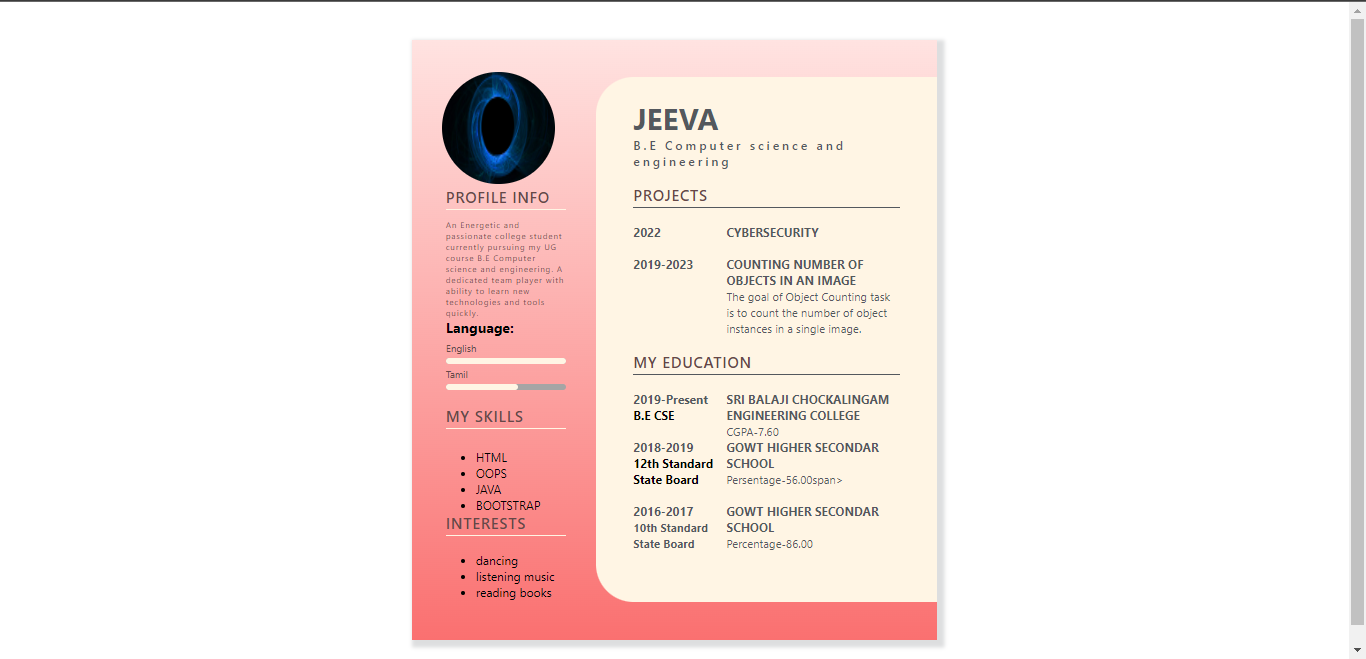 PROFILE INFO
An Energetic and
passionate college student
currently pursuing my UG
course B.E Computer
science and engineering. A
dedicated team player with
ability to learn new
technologies and tools
quickly.
Language:
English
Tamil
MY SKILLS
HTML
OOPS
JAVA
BOOTSTRAP
INTERESTS
dancing
listening music
reading books
JEEVA
B.E Computer science and
engineering
PROJECTS
2022 CYBERSECURITY
2019-2023 COUNTING NUMBER OF
OBJECTS IN AN IMAGE
The goal of Object Counting task
is to count the number of object
instances in a single image.
MY EDUCATION
2019-Present SRI BALAJI CHOCKALINGAM
B.E CSE ENGINEERING COLLEGE
CGPA-7.60
2018-2019 GOWT HIGHER SECONDAR
12th Standard SCHOOL
State Board Persentage-56.00span>
2016-2017 GOWT HIGHER SECONDAR
10th Standard SCHOOL
State Board Percentage-86.00